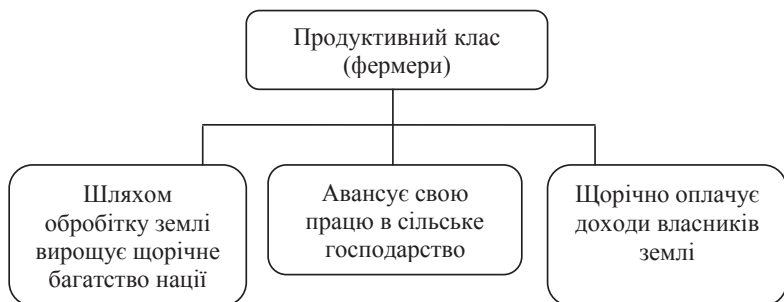 Продуктивний клас
(фермери)
Шляхом
обробітку землі
вирощує щорічне
багатство нації
Авансує свою
працю в сільське
господарство
Щорічно оплачує
доходи власників
землі